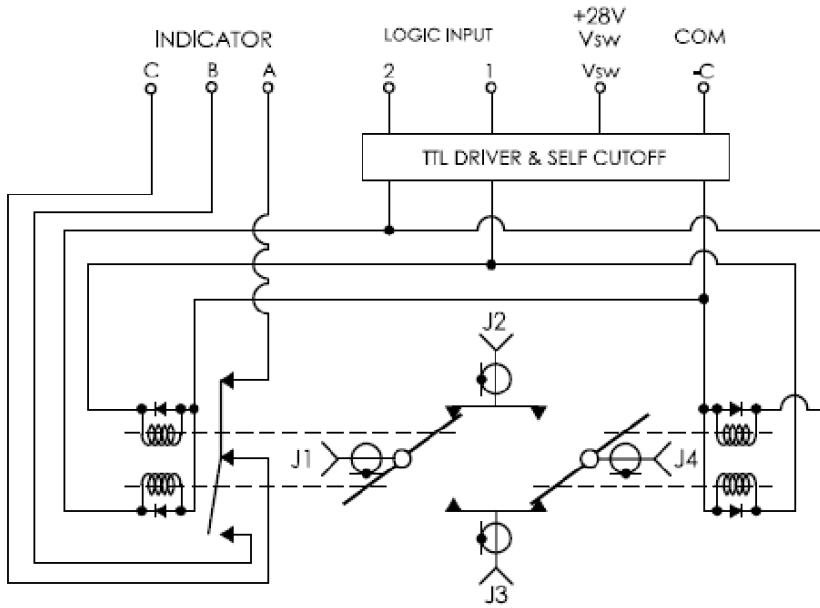 INDICATOR
LOGIC INPUT
+28V
Vsw
COM
C B A 2 1 Vsw -C
TTL DRIVER & SELF CUTOFF
J2
J1
J4
J3